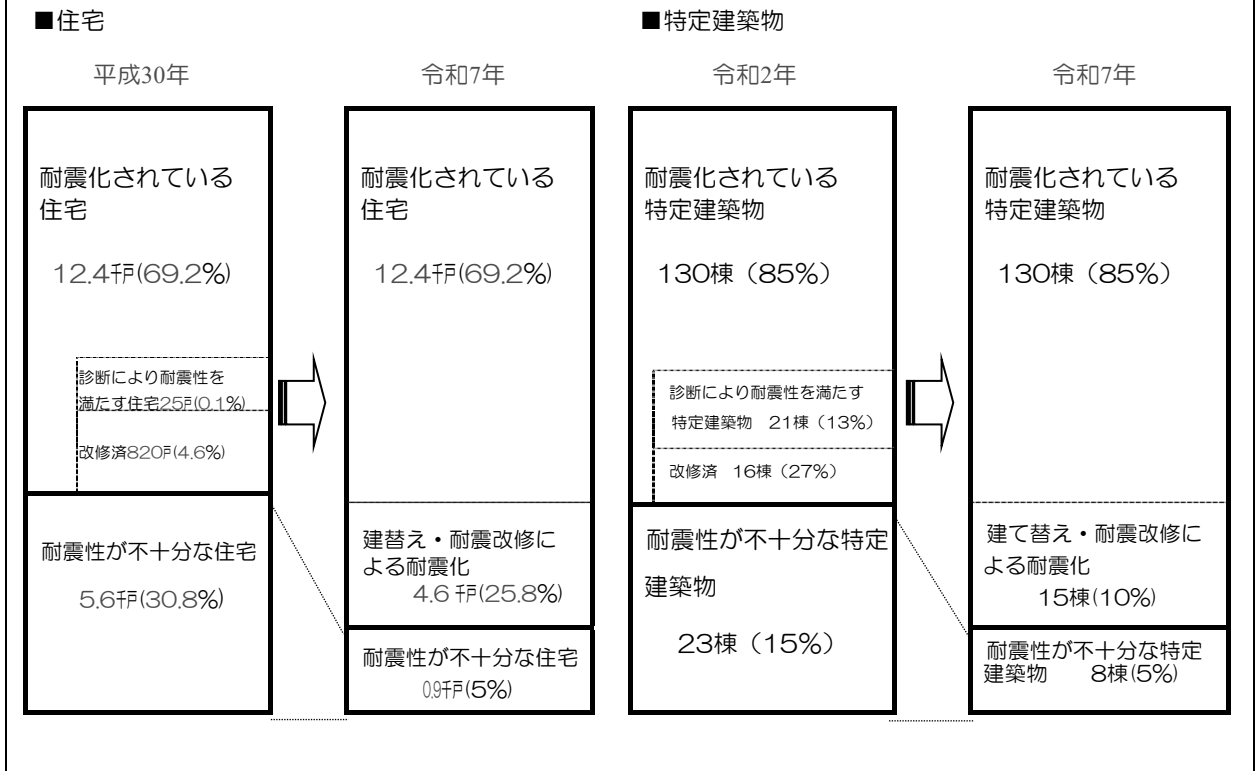 ■住宅
平成30年
耐震化されている
住宅
12.4千戸(69.2%)
診断により耐震性を
満たす住宅25戸(0.1%)
改修済820戸(4.6%)
耐震性が不十分な住宅
5.6千戸(30.8%)
令和7年
耐震化されている
住宅
12.4千戸(69.2%)
建替え・耐震改修に
よる耐震化
4.6 千戸(25.8%)
耐震性が不十分な住宅
0.9千戸(5%)
■特定建築物
令和2年
耐震化されている
特定建築物
130棟（85%）
診断により耐震性を満たす
特定建築物　21棟（13%）
改修済　16棟（27%）
耐震性が不十分な特定
建築物
23棟（15%）
令和7年
耐震化されている
特定建築物
130棟（85%）
建て替え・耐震改修に
よる耐震化
15棟(10%)
耐震性が不十分な特定
建築物　　8棟(5%)